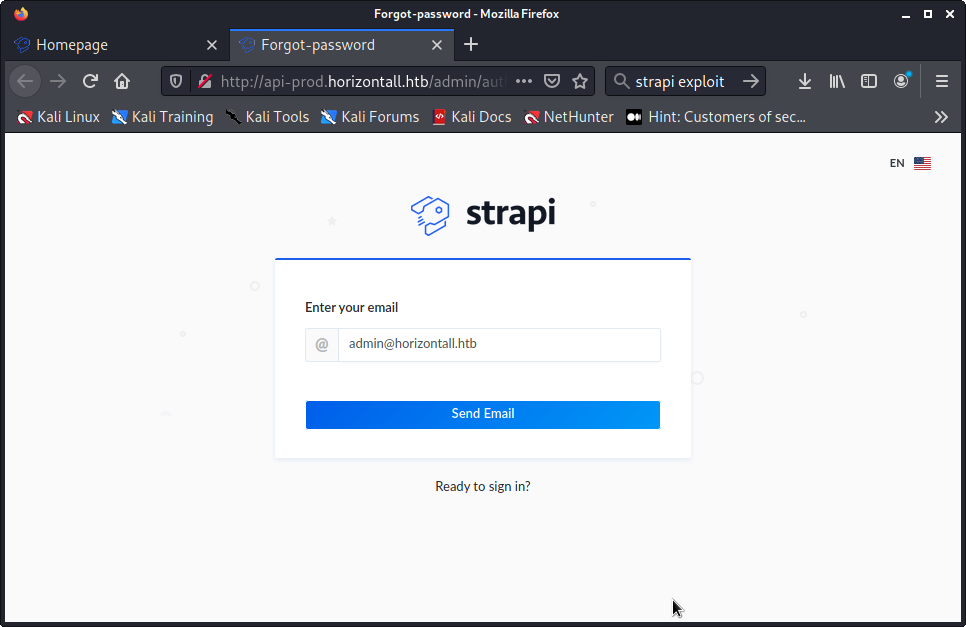 Forgot-password - Mozilla Firefox
Homepage
Forgot-password
http://api-prod.horizontall.htb/admin/aut
strapi exploit
Kali Linux
Kali Training
Kali Tools
Kali Forums
Kali Docs
NetHunter
Hint: Customers of sec...
EN
strapi
Enter your email
@ admin@horizontall.htb
Send Email
Ready to sign in?